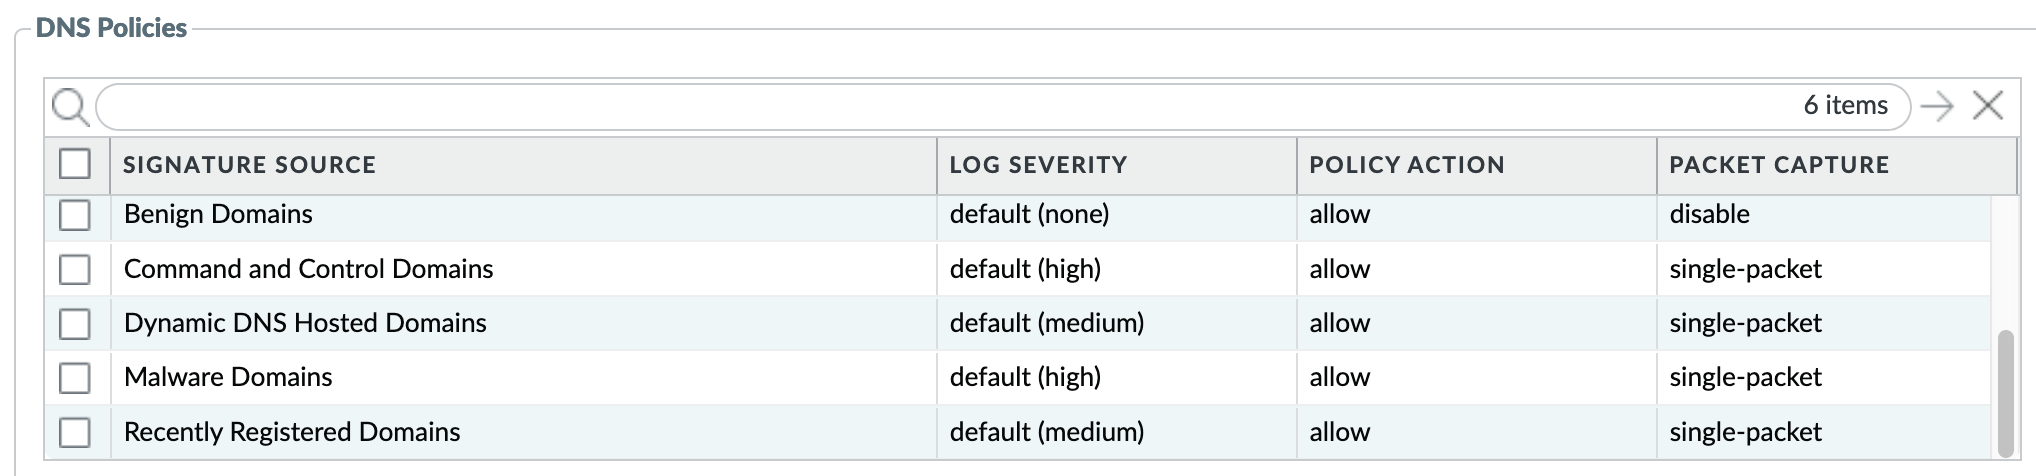 DNS Policies
6 items
SIGNATURE SOURCE LOG SEVERITY POLICY ACTION PACKET CAPTURE
Benign Domains default (none) allow disable
Command and Control Domains default (high) allow single-packet
Dynamic DNS Hosted Domains default (medium) allow single-packet
Malware Domains default (high) allow single-packet
Recently Registered Domains default (medium) allow single-packet